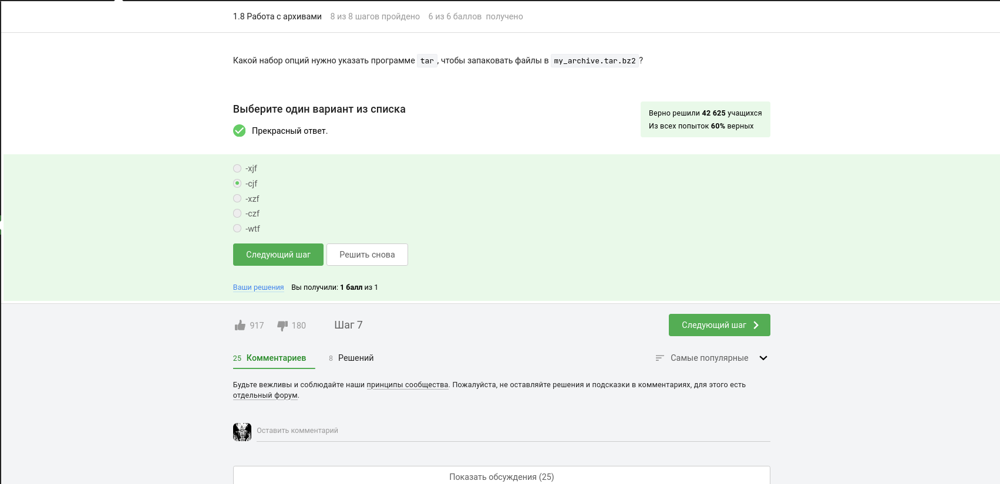 1.8 Работа с архивами 8 из 8 шагов пройдено 6 из 6 баллов получено
Какой набор опций нужно указать программе tar, чтобы запаковать файлы в my_archive.tar.bz2?
Выберите один вариант из списка
Прекрасный ответ.
Верно решили 42 625 учащихся
Из всех попыток 60% верных
-xjf
-cjf
-xzf
-czf
-wtf
Следующий шаг Решить снова
Ваши решения Вы получили: 1 балл из 1
917 180 Шаг 7 Следующий шаг
25 Комментариев 8 Решений Самые популярные
Будьте вежливы и соблюдайте наши принципы сообщества. Пожалуйста, не оставляйте решения и подсказки в комментариях, для этого есть
отдельный форум.
Оставить комментарий
Показать обсуждения (25)